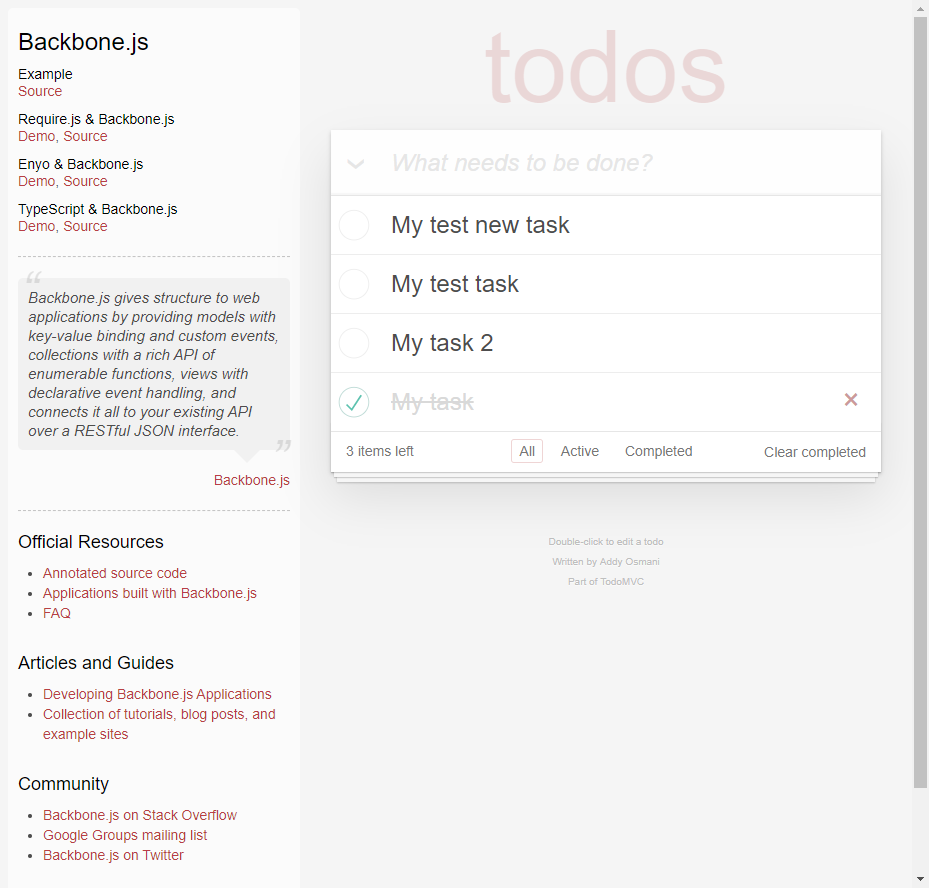 Backbone.js
Example
Source
Require.js & Backbone.js
Demo, Source
Enyo & Backbone.js
Demo, Source
TypeScript & Backbone.js
Demo, Source
“
Backbone.js gives structure to web
applications by providing models with
key-value binding and custom events,
collections with a rich API of
enumerable functions, views with
declarative event handling, and
connects it all to your existing API
over a RESTful JSON interface.
”
Backbone.js
Official Resources
• Annotated source code
• Applications built with Backbone.js
• FAQ
Articles and Guides
• Developing Backbone.js Applications
• Collection of tutorials, blog posts, and
example sites
Community
• Backbone.js on Stack Overflow
• Google Groups mailing list
• Backbone.js on Twitter
todos
What needs to be done?
My test new task
My test task
My task 2
My task ×
3 items left All Active Completed Clear completed
Double-click to edit a todo
Written by Addy Osmani
Part of TodoMVC